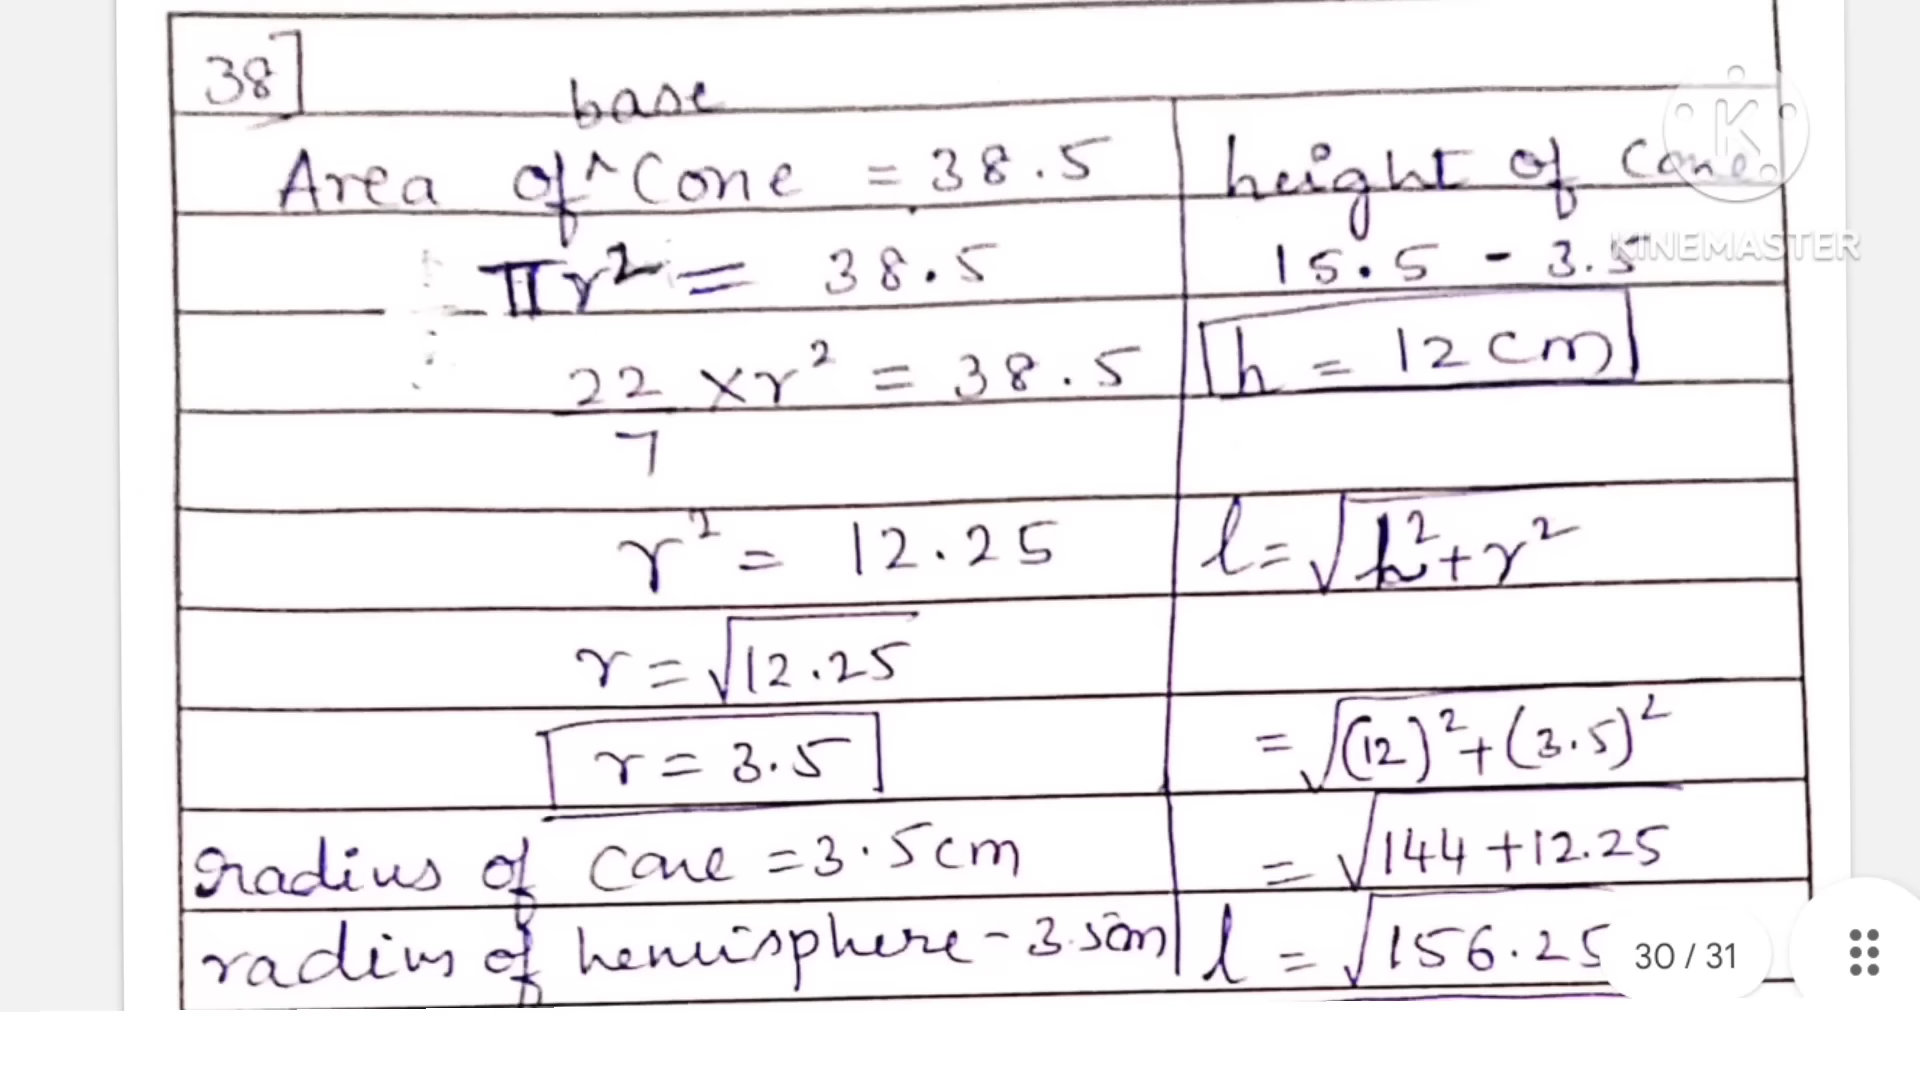 38]
base
Area of ^ Cone = 38.5
πr² = 38.5
22/7 × r² = 38.5
r² = 12.25
r = √12.25
r = 3.5
radius of cone = 3.5cm
radius of hemisphere - 3.5cm
height of cone
15.5 - 3.5
h = 12 cm
l = √h² + r²
= √(12)² + (3.5)²
= √144 + 12.25
l = √156.25
K
KINEMASTER
30 / 31